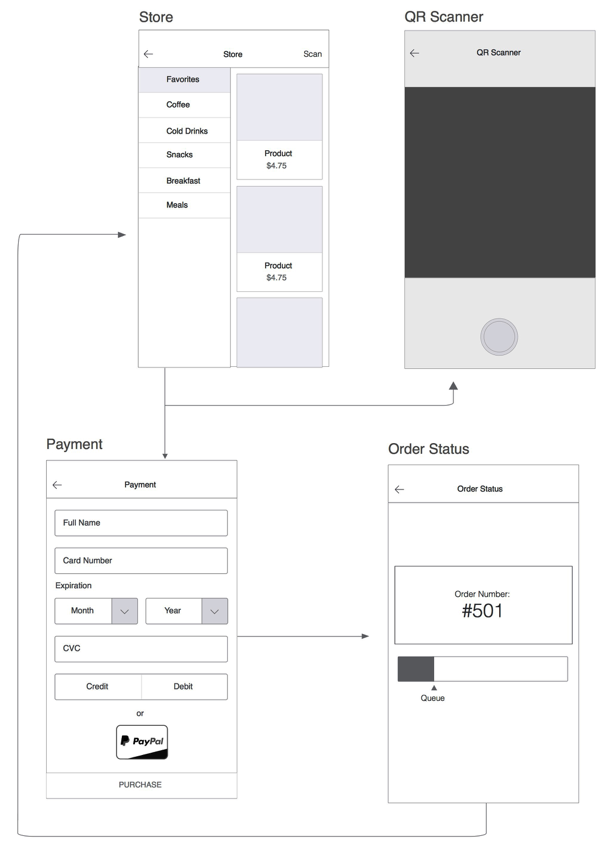 Store
Store
Scan
Favorites
Coffee
Cold Drinks
Snacks
Breakfast
Meals
Product
$4.75
Product
$4.75
QR Scanner
QR Scanner
Payment
Payment
Full Name
Card Number
Expiration
Month
Year
CVC
Credit
Debit
or
PayPal
PURCHASE
Order Status
Order Status
Order Number:
#501
Queue